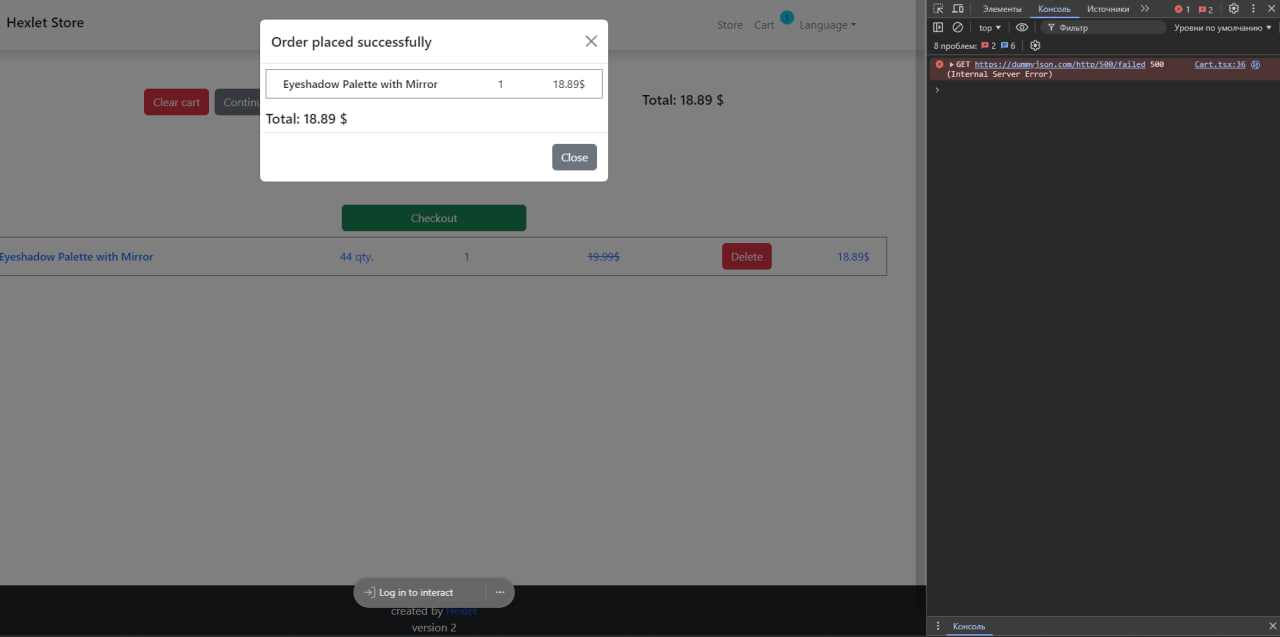 Hexlet Store
Store Cart 1 Language
Order placed successfully
Eyeshadow Palette with Mirror 1 18.89$
Total: 18.89 $
Close
Clear cart Continu
Total: 18.89 $
Checkout
Eyeshadow Palette with Mirror 44 qty. 1 19.99$ Delete 18.89$
Log in to interact ...
created by Hexlet
version 2
Элементы Консоль Источники 1 2
top Фильтр Уровни по умолчанию
8 проблем: 2 6
GET https://dummyjson.com/http/500/failed 500 Cart.tsx:36
(Internal Server Error)
Консоль